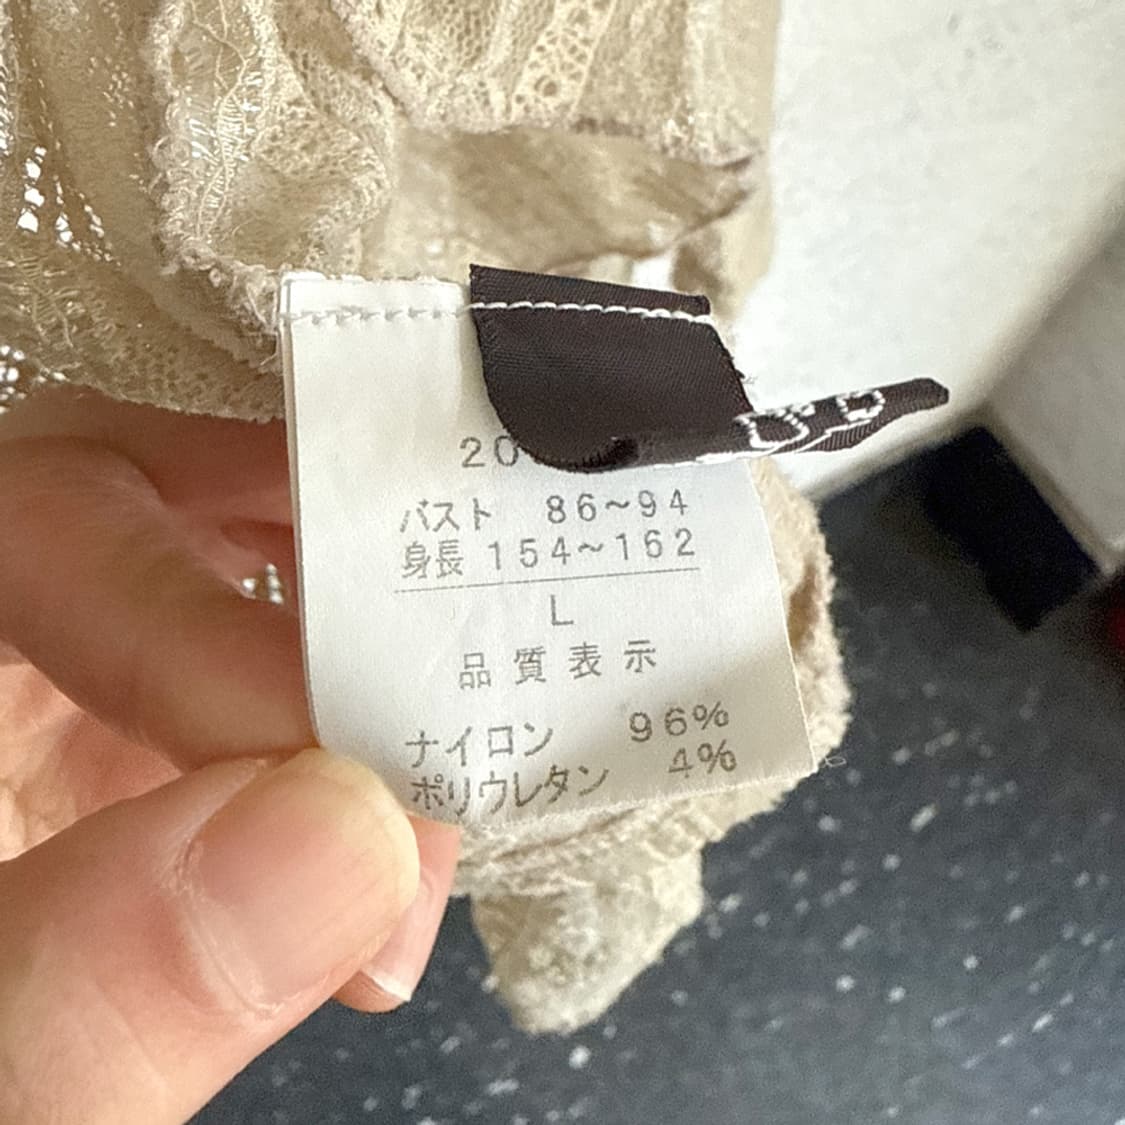 20
バスト 86~94
身長 154~162
L
品質表示
ナイロン 96%
ポリウレタン 4%